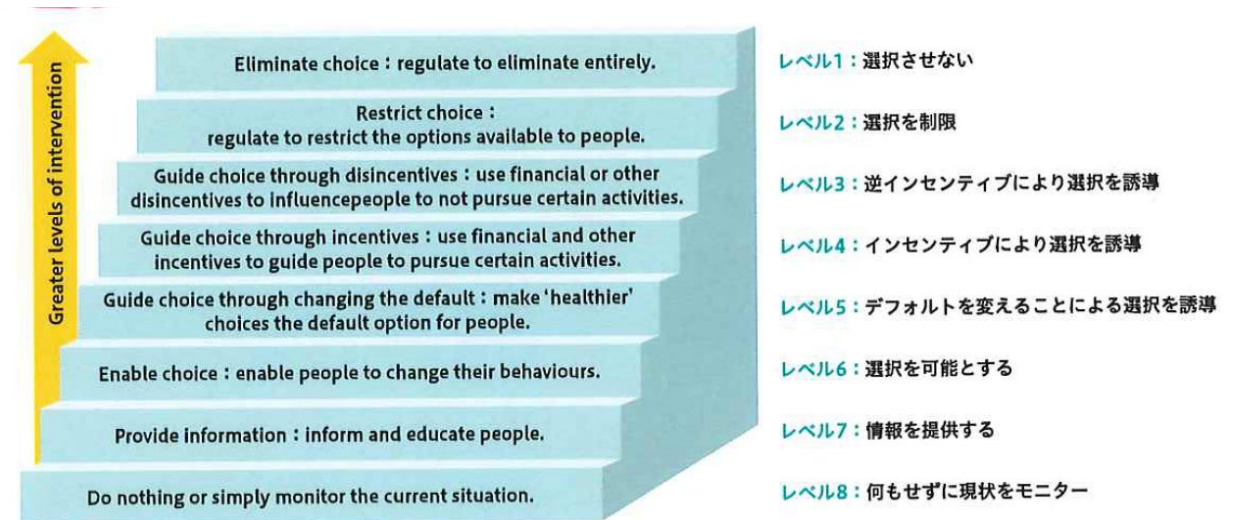 Greater levels of intervention
Eliminate choice：regulate to eliminate entirely.
レベル1：選択させない
Restrict choice：
regulate to restrict the options available to people.
レベル2：選択を制限
Guide choice through disincentives：use financial or other
disincentives to influencepeople to not pursue certain activities.
レベル3：逆インセンティブにより選択を誘導
Guide choice through incentives：use financial and other
incentives to guide people to pursue certain activities.
レベル4：インセンティブにより選択を誘導
Guide choice through changing the default：make ‘healthier’
choices the default option for people.
レベル5：デフォルトを変えることによる選択を誘導
Enable choice：enable people to change their behaviours.
レベル6：選択を可能とする
Provide information：inform and educate people.
レベル7：情報を提供する
Do nothing or simply monitor the current situation.
レベル8：何もせずに現状をモニター